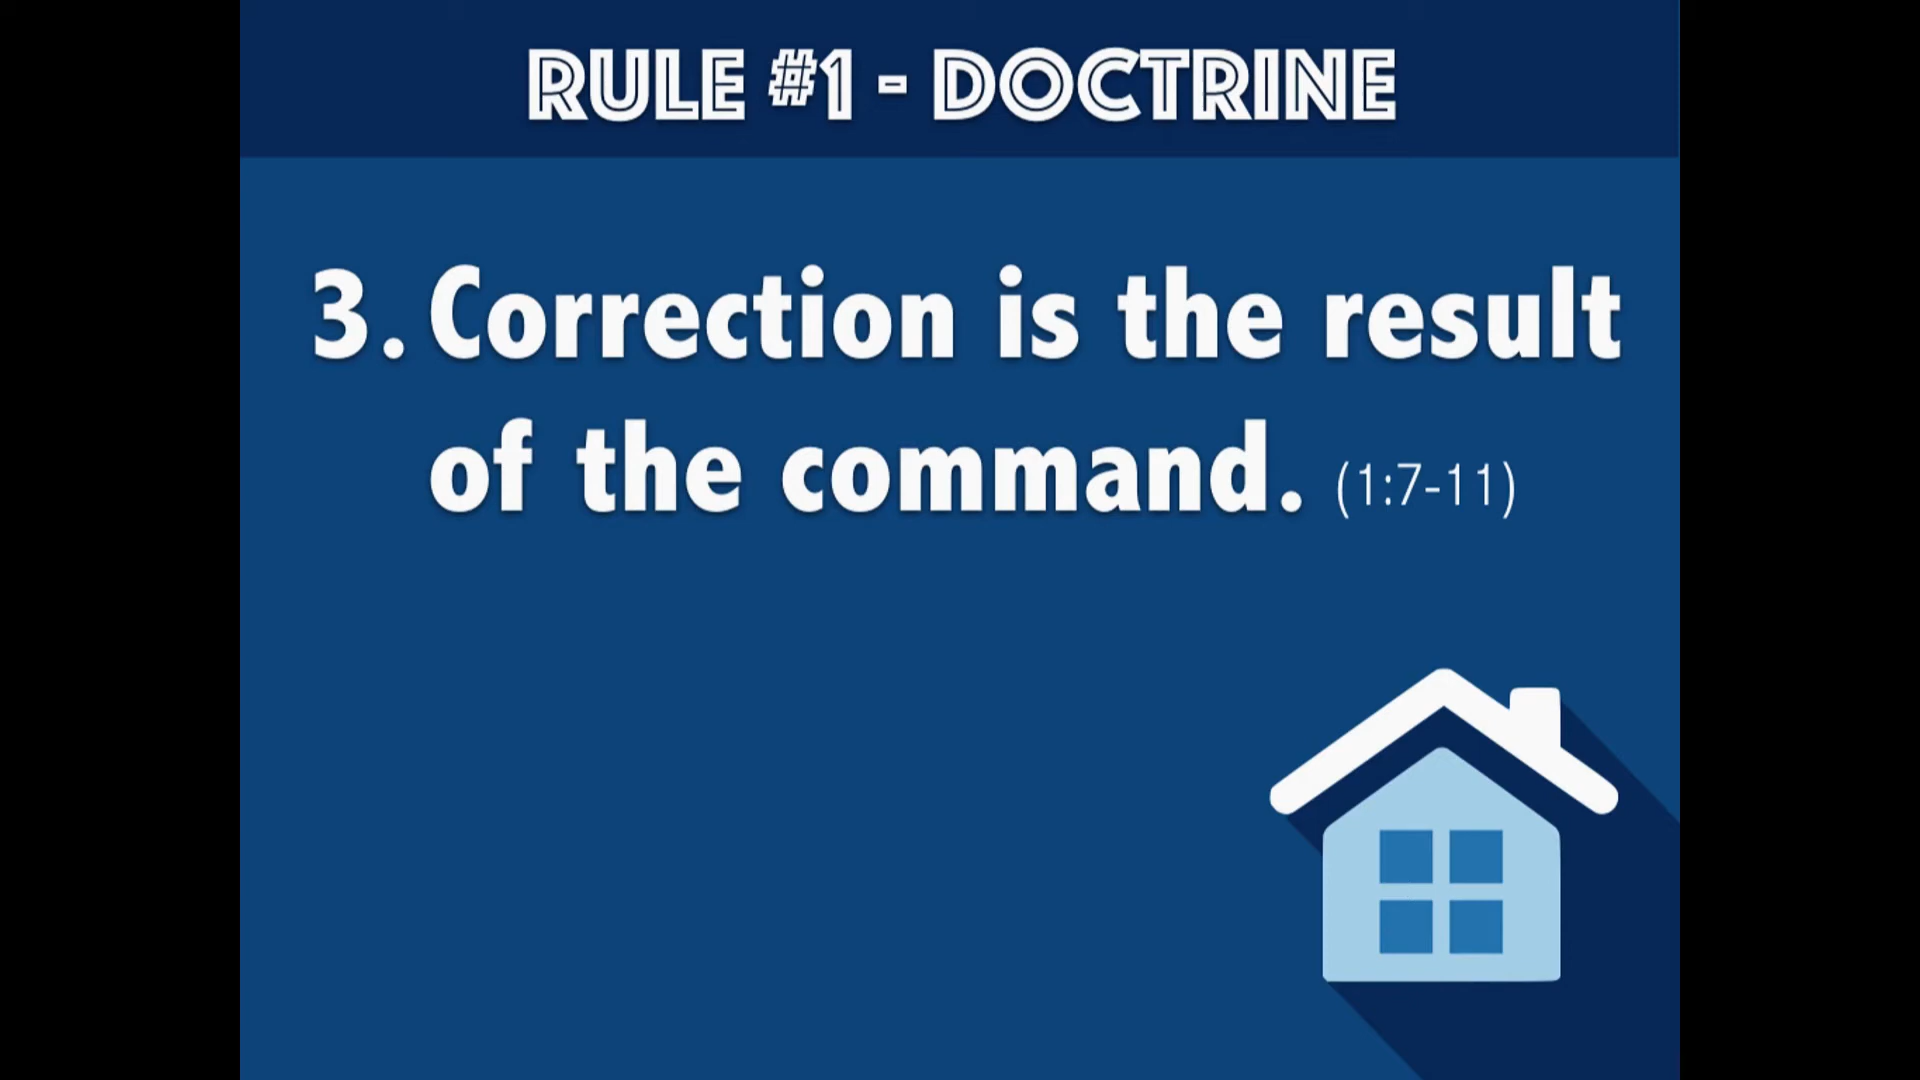 RULE #1 - DOCTRINE
3. Correction is the result
of the command. (1:7-11)